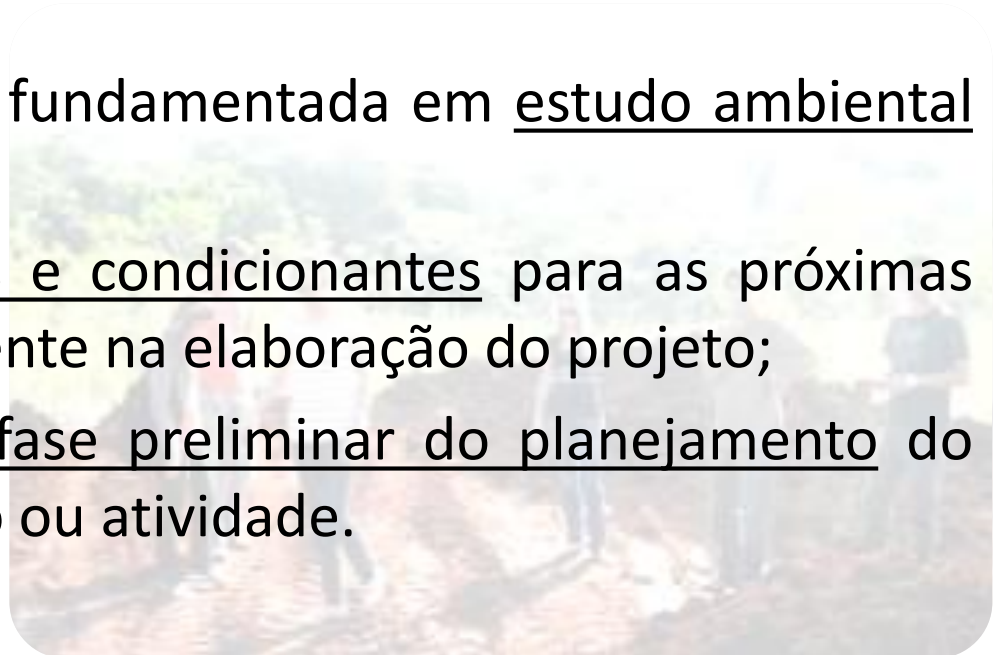 fundamentada em estudo ambiental
e condicionantes para as próximas
na elaboração do projeto;
fase preliminar do planejamento do
ou atividade.